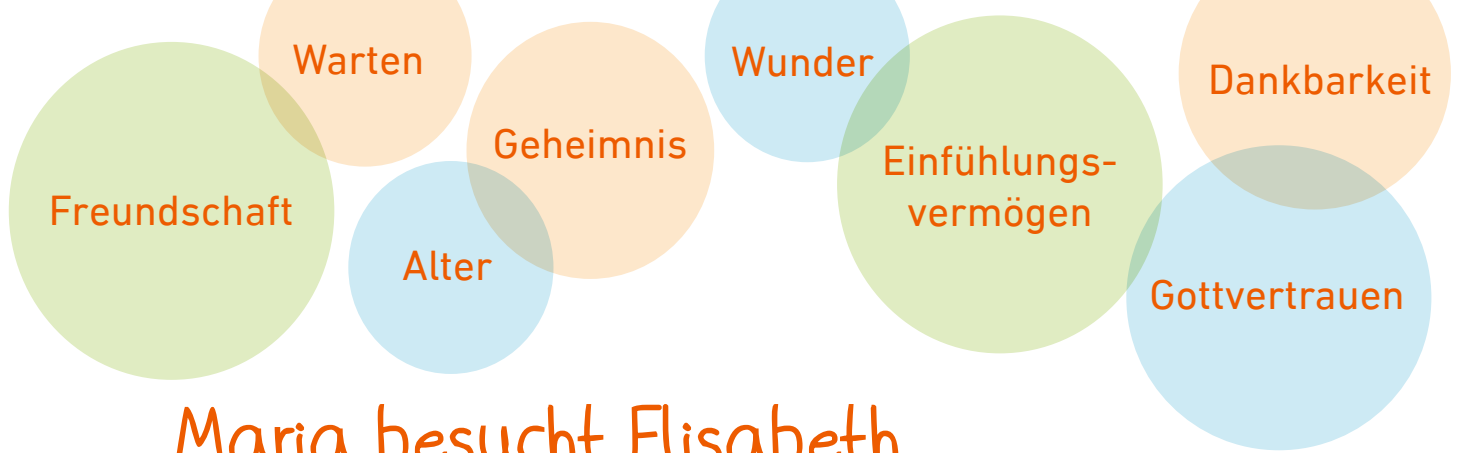 Warten
Wunder
Dankbarkeit
Geheimnis
Einfühlungs-
vermögen
Freundschaft
Alter
Gottvertrauen
Maria besucht Elisabeth